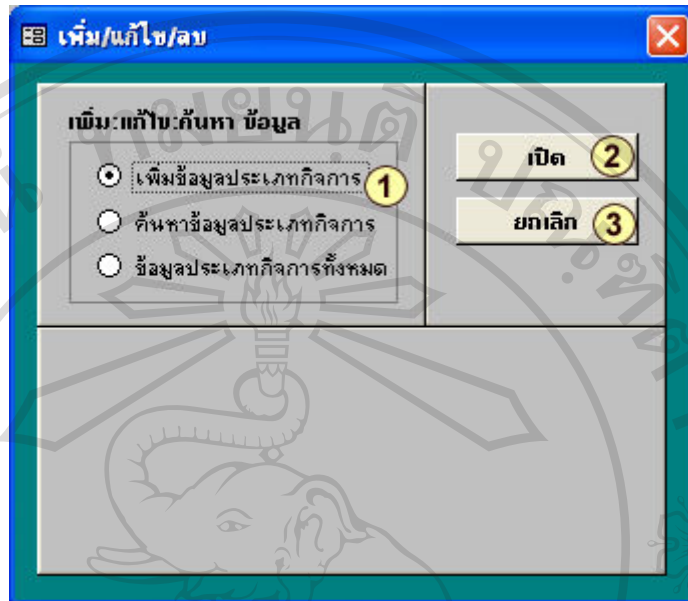 เพิ่ม/แก้ไข/ลบ
เพิ่ม:แก้ไข:ค้นหา ข้อมูล
เพิ่มข้อมูลประเภทกิจการ 1
ค้นหาข้อมูลประเภทกิจการ
ข้อมูลประเภทกิจการทั้งหมด
เปิด 2
ยกเลิก 3